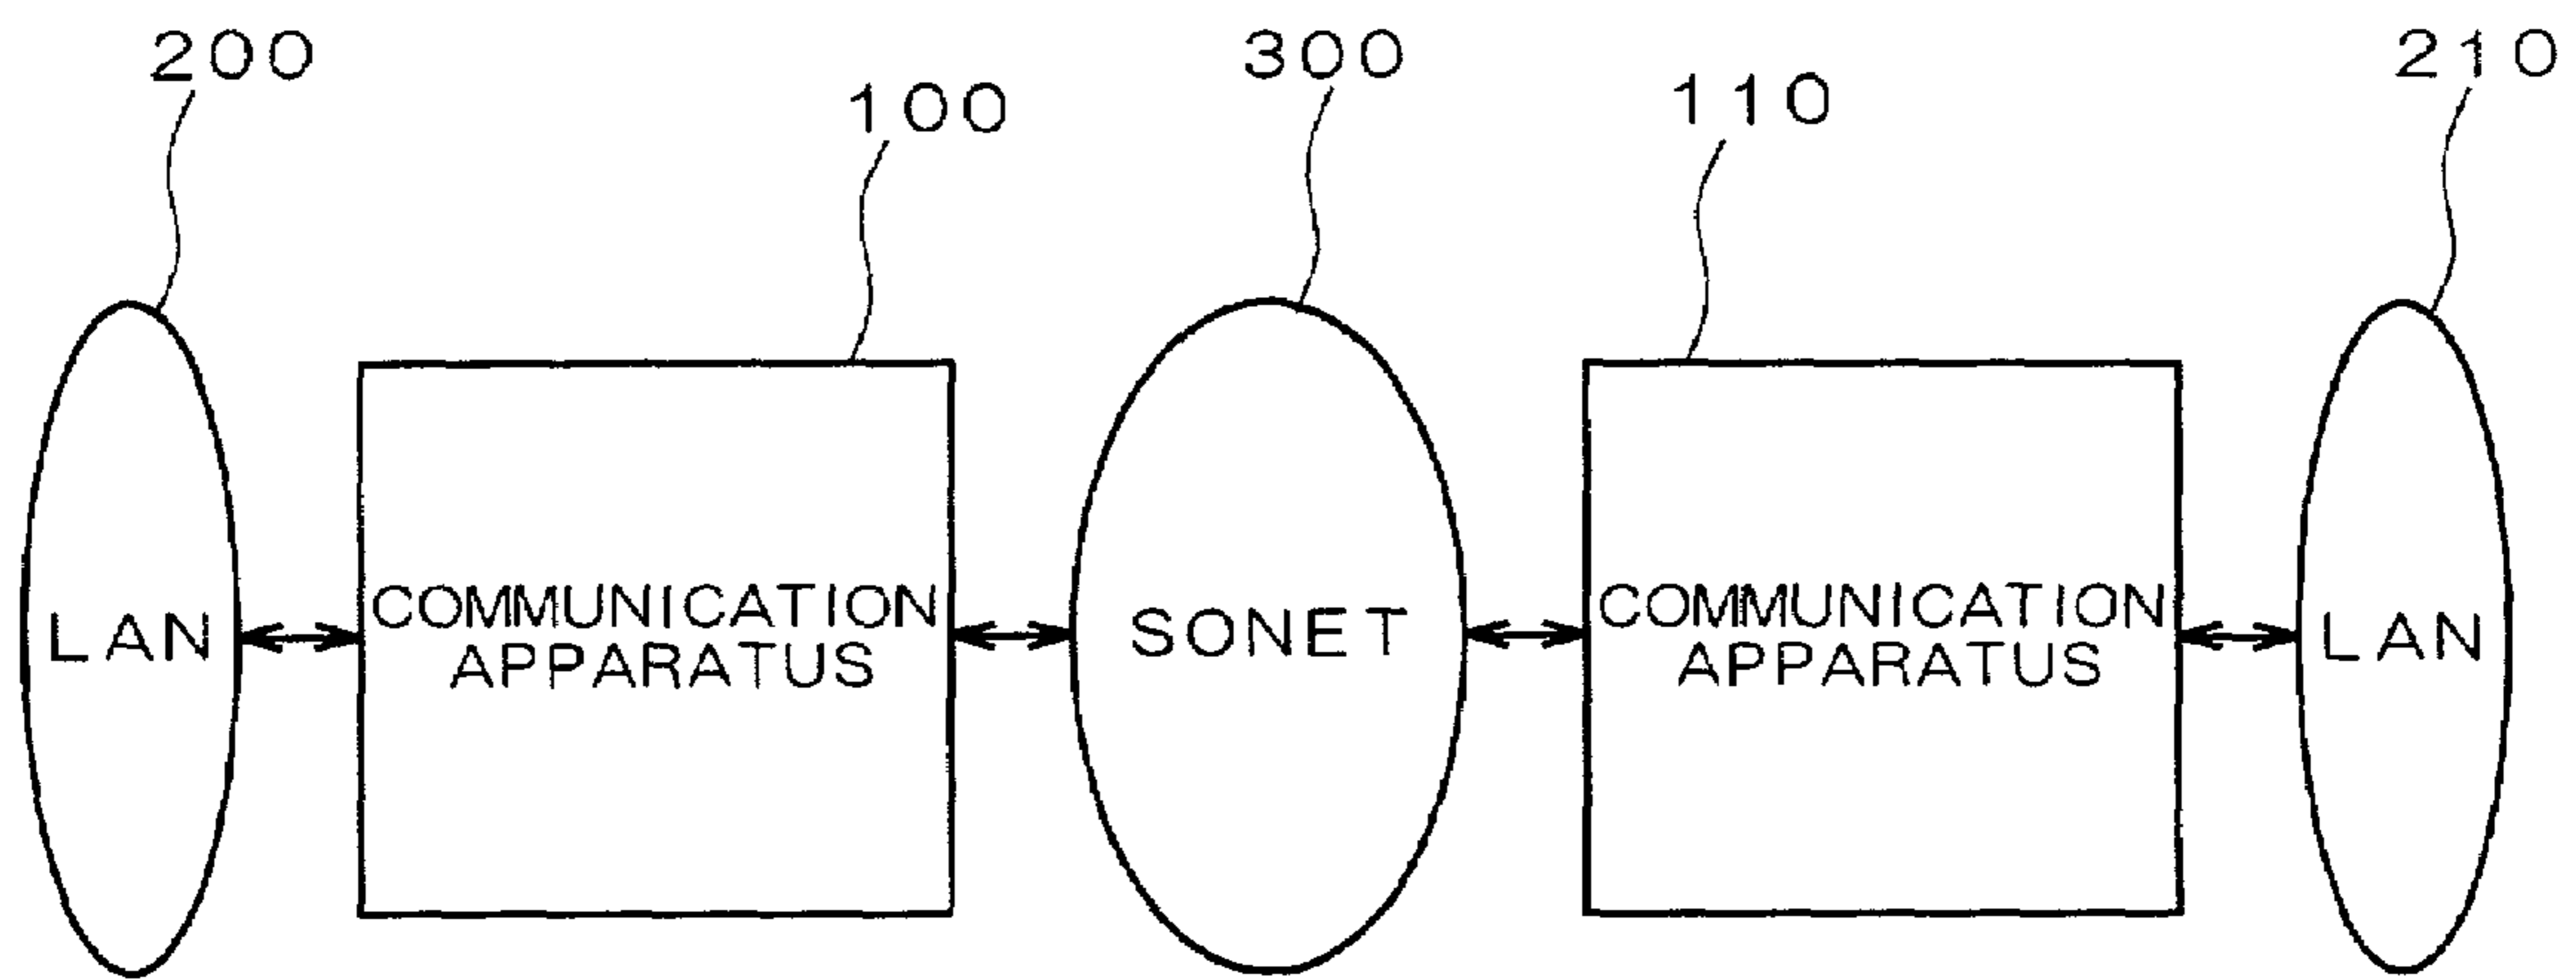 200
300
210
100
110
LAN
COMMUNICATION
APPARATUS
SONET
COMMUNICATION
APPARATUS
LAN